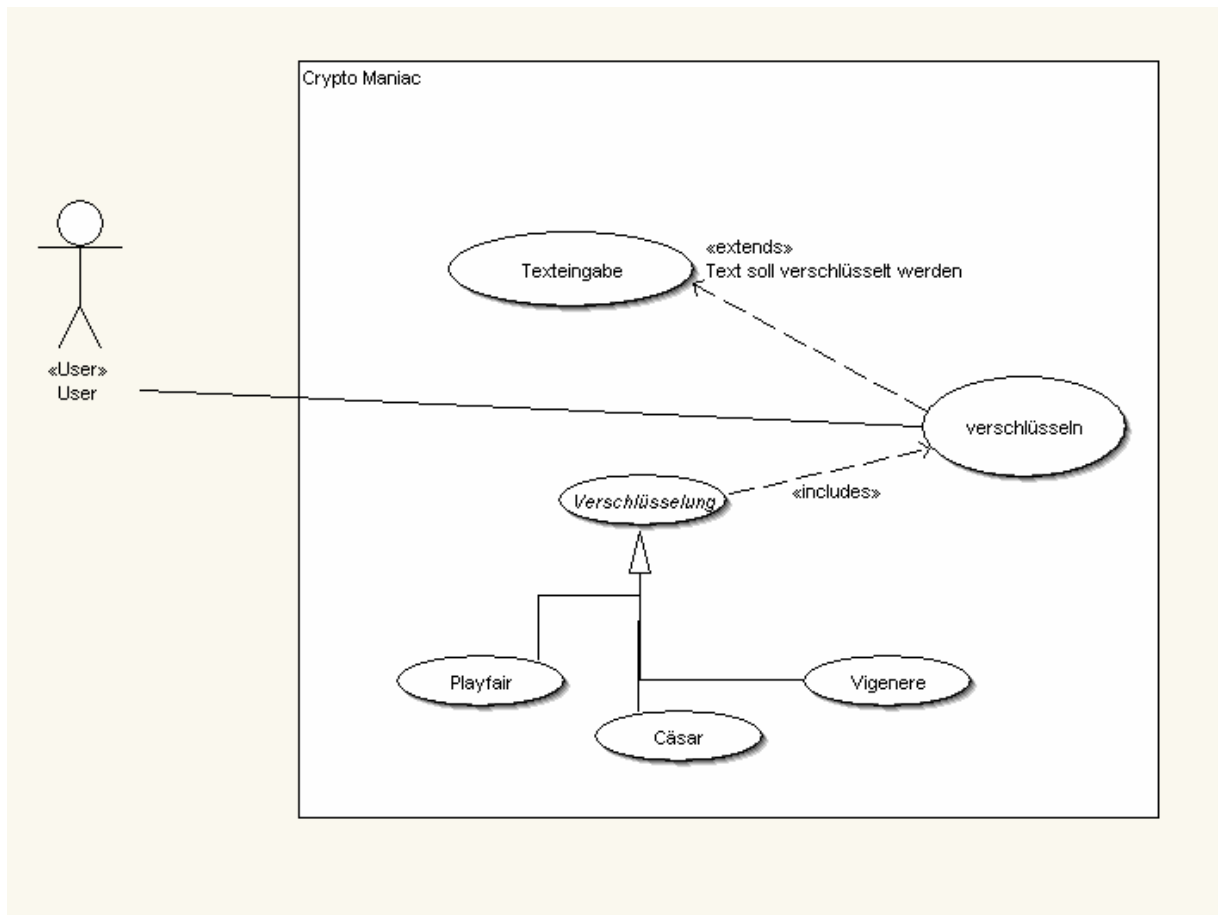 Crypto Maniac
«extends»
Texteingabe
Text soll verschlüsselt werden
«User»
User
verschlüsseln
«includes»
Verschlüsselung
Playfair
Vigenere
Cäsar